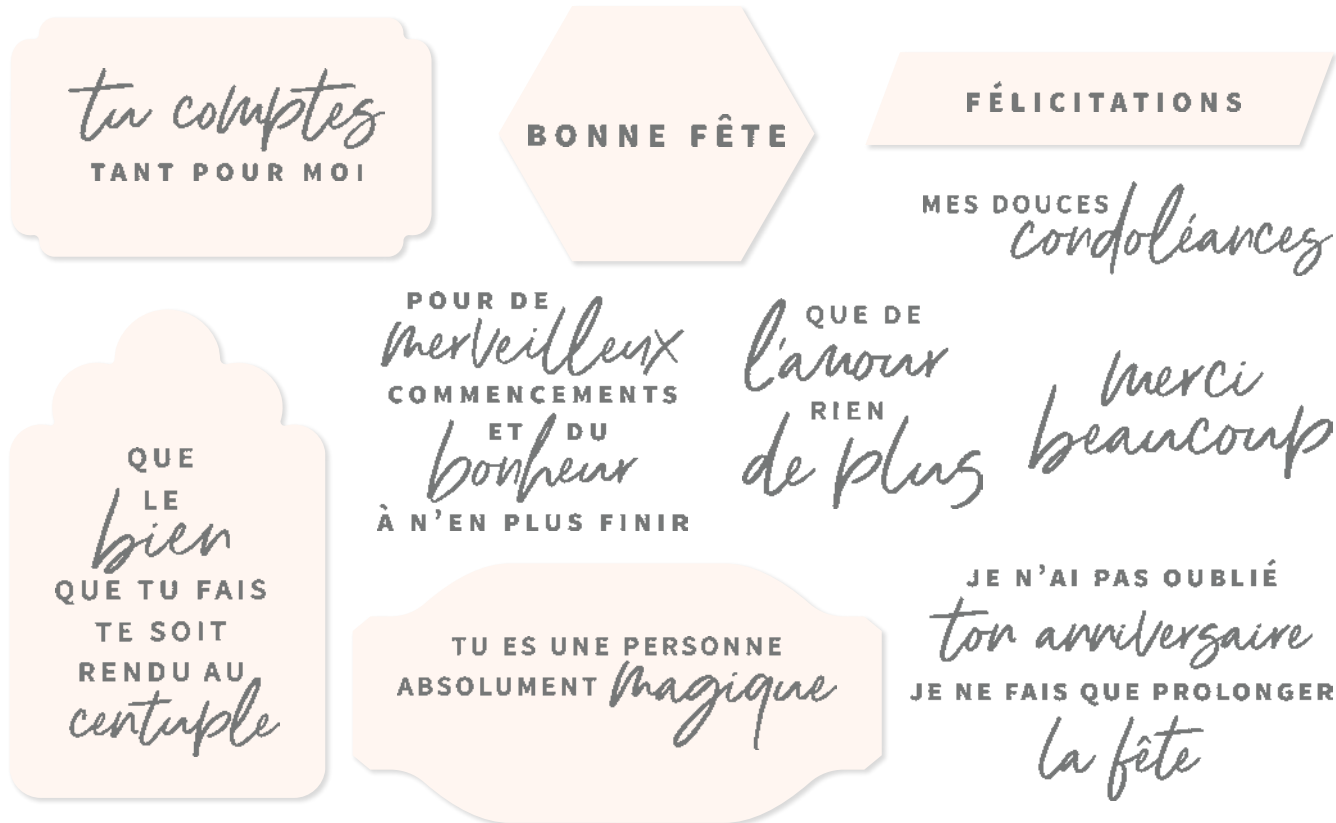 tu comptes
TANT POUR MOI
BONNE FÊTE
FÉLICITATIONS
MES DOUCES
condoléances
POUR DE
merveilleux
COMMENCEMENTS
ET DU
bonheur
À N'EN PLUS FINIR
QUE DE
l'amour
RIEN
de plus
merci
beaucoup
QUE
LE
bien
QUE TU FAIS
TE SOIT
RENDU AU
centuple
TU ES UNE PERSONNE
ABSOLUMENT magique
JE N'AI PAS OUBLIÉ
ton anniversaire
JE NE FAIS QUE PROLONGER
la fête